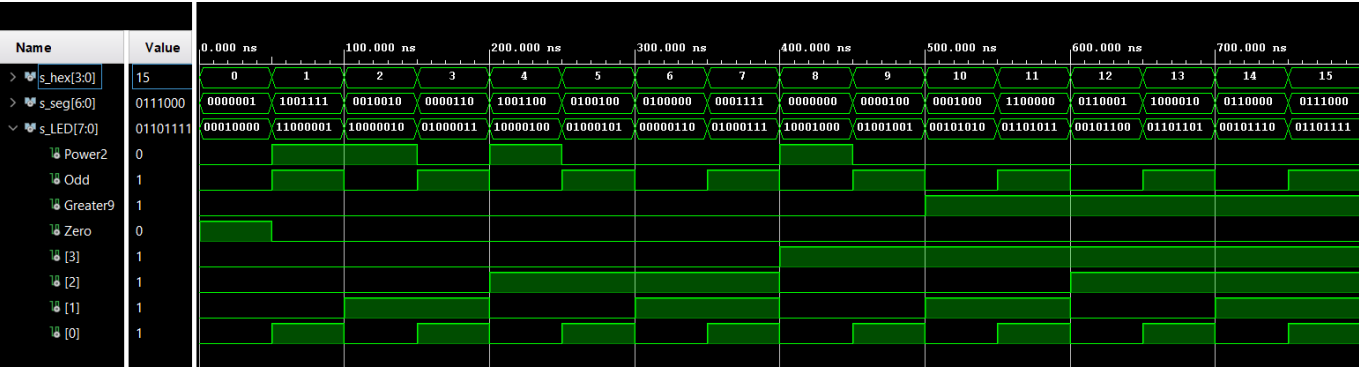 Name Value 0.000 ns 100.000 ns 200.000 ns 300.000 ns 400.000 ns 500.000 ns 600.000 ns 700.000 ns
s_hex[3:0] 15 0 1 2 3 4 5 6 7 8 9 10 11 12 13 14 15
s_seg[6:0] 0111000 0000001 1001111 0010010 0000110 1001100 0100100 0100000 0001111 0000000 0000100 0001000 1100000 0110001 1000010 0110000 0111000
s_LED[7:0] 01101111 00010000 11000001 10000010 01000011 10000100 01000101 00000110 01000111 10001000 01001001 00101010 01101011 00101100 01101101 00101110 01101111
Power2 0
Odd 1
Greater9 1
Zero 0
[3] 1
[2] 1
[1] 1
[0] 1